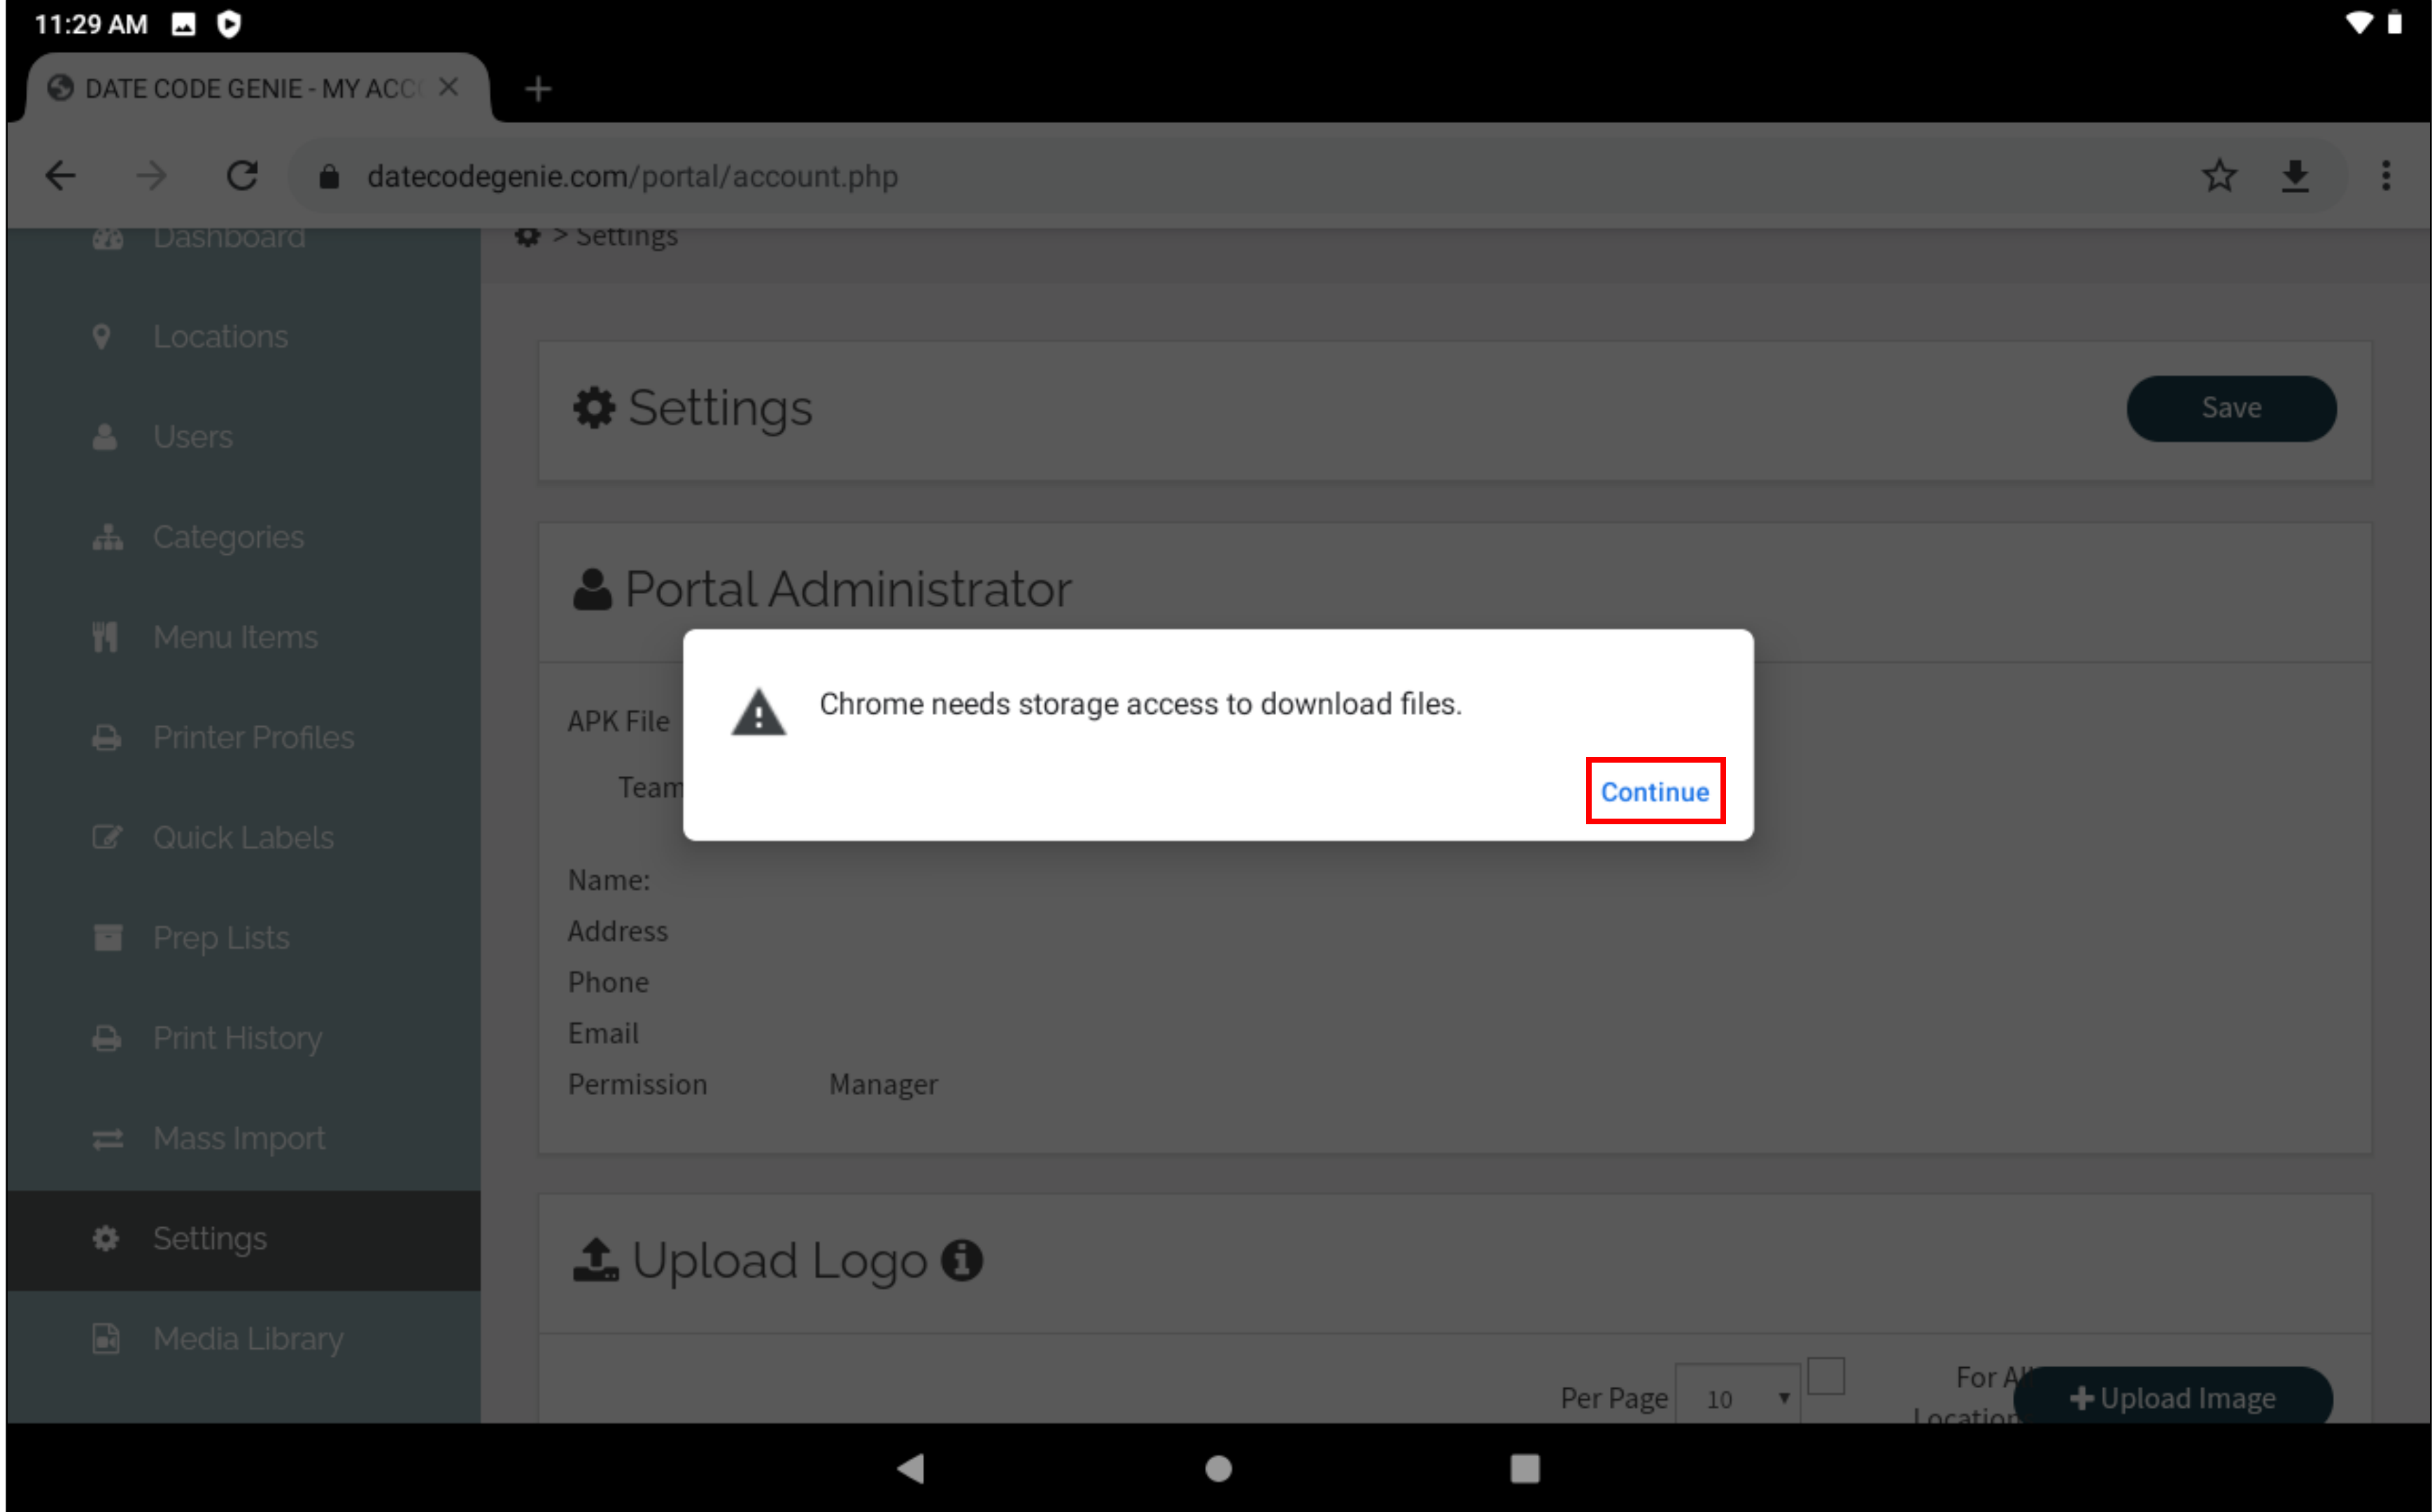 11:29 AM
DATE CODE GENIE - MY ACC
datecodegenie.com/portal/account.php
Dashboard
> Settings
Locations
Settings
Save
Users
Categories
Portal Administrator
Menu Items
Chrome needs storage access to download files.
APK File
Printer Profiles
Team
Continue
Quick Labels
Name:
Address
Prep Lists
Phone
Email
Print History
Permission Manager
Mass Import
Settings
Upload Logo
Media Library
For
Per Page 10
+ Upload Image